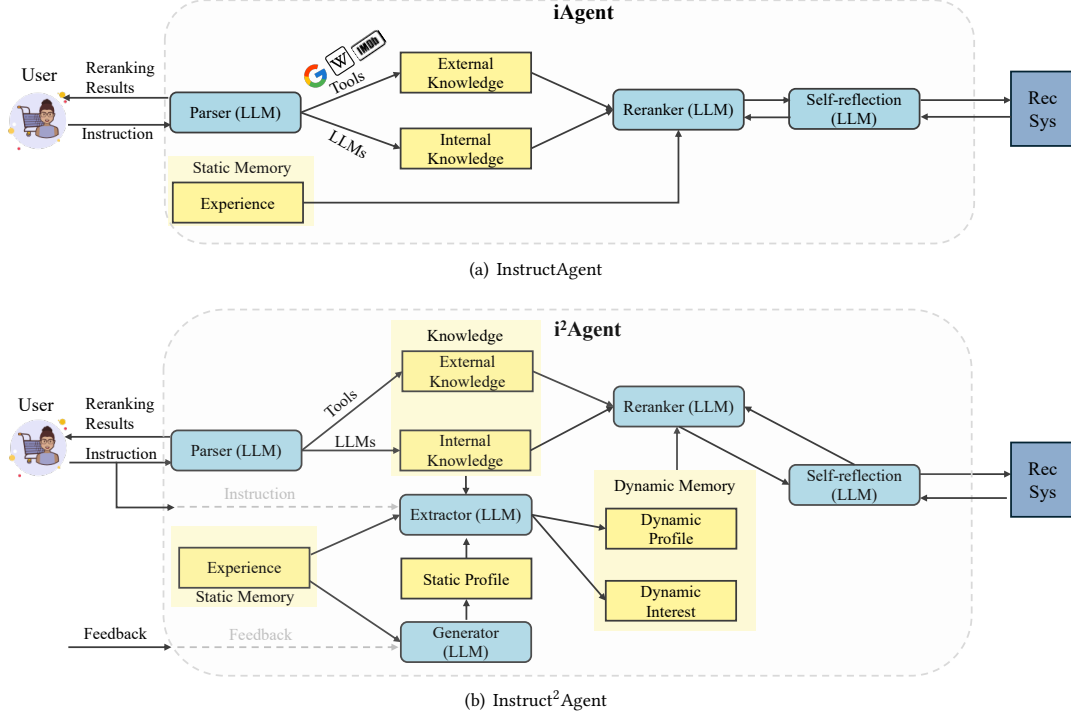 iAgent
User
Reranking
Results
Instruction
Parser (LLM)
W
IMDb
Tools
LLMs
External
Knowledge
Internal
Knowledge
Reranker (LLM)
Self-reflection
(LLM)
Rec
Sys
Static Memory
Experience
(a) InstructAgent
i²Agent
User
Reranking
Results
Instruction
Parser (LLM)
Tools
LLMs
Knowledge
External
Knowledge
Internal
Knowledge
Reranker (LLM)
Self-reflection
(LLM)
Rec
Sys
Instruction
Extractor (LLM)
Dynamic Memory
Dynamic
Profile
Dynamic
Interest
Experience
Static Memory
Static Profile
Feedback
Feedback
Generator
(LLM)
(b) Instruct²Agent